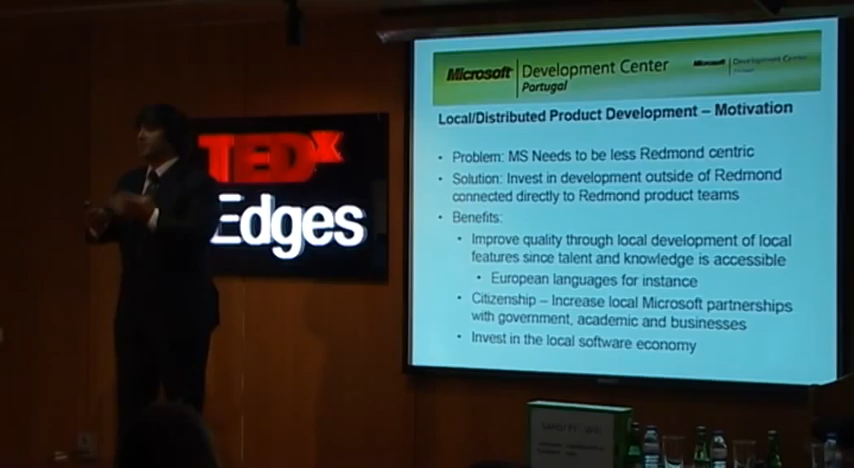 TEDx
Edges
Microsoft
Development Center
Portugal
Microsoft
Development Center
Local/Distributed Product Development – Motivation
• Problem: MS Needs to be less Redmond centric
• Solution: Invest in development outside of Redmond
connected directly to Redmond product teams
• Benefits:
• Improve quality through local development of local
features since talent and knowledge is accessible
• European languages for instance
• Citizenship – Increase local Microsoft partnerships
with government, academic and businesses
• Invest in the local software economy